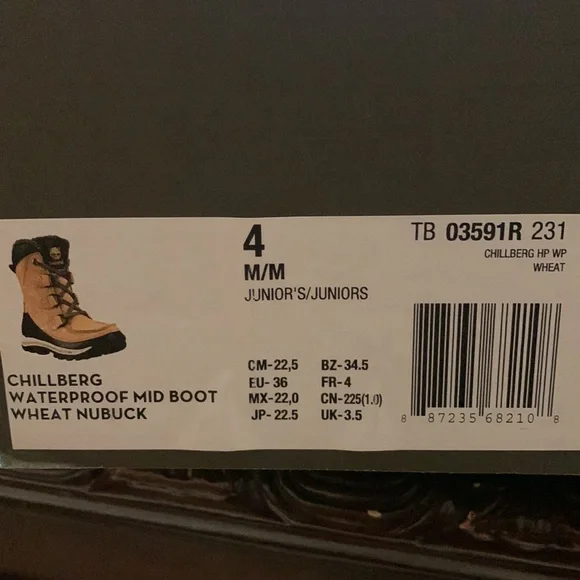 4
M/M
JUNIOR'S/JUNIORS
TB 03591R 231
CHILLBERG HP WP
WHEAT
CHILLBERG
WATERPROOF MID BOOT
WHEAT NUBUCK
CM-22,5 BZ-34.5
EU-36 FR-4
MX-22,0 CN-225(1.0)
JP-22.5 UK-3.5
8 87235 68210 8